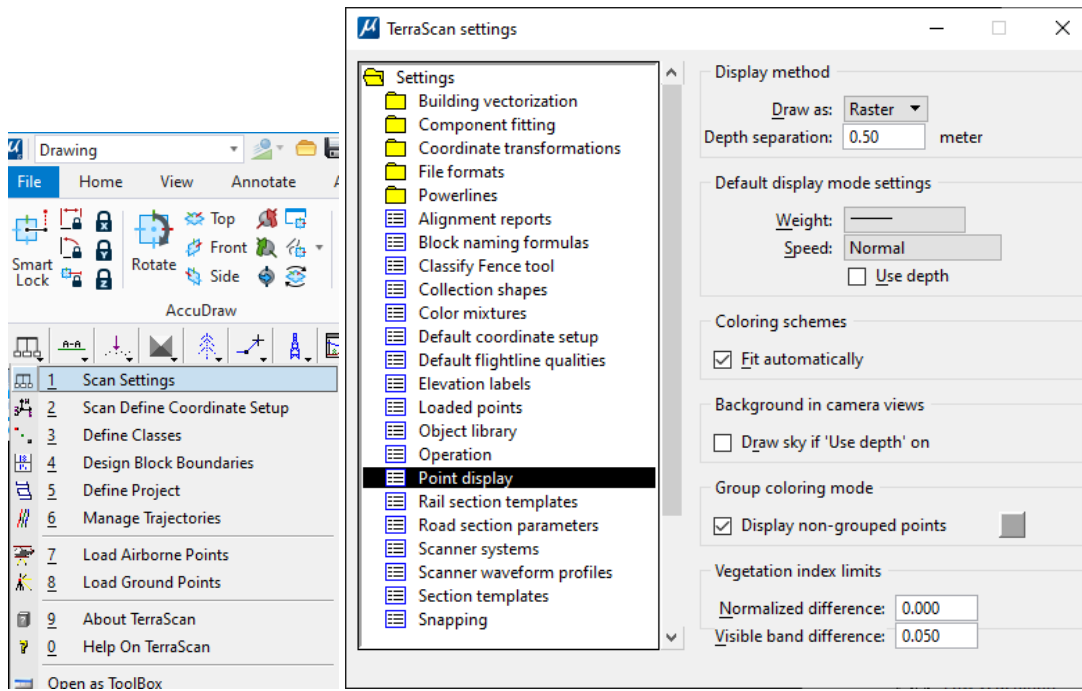 Drawing
File Home View Annotate
Smart Lock
Rotate
Top
Front
Side
AccuDraw
A-A
1 Scan Settings
2 Scan Define Coordinate Setup
3 Define Classes
4 Design Block Boundaries
5 Define Project
6 Manage Trajectories
7 Load Airborne Points
8 Load Ground Points
9 About TerraScan
0 Help On TerraScan
Open as ToolBox
TerraScan settings
Settings
Building vectorization
Component fitting
Coordinate transformations
File formats
Powerlines
Alignment reports
Block naming formulas
Classify Fence tool
Collection shapes
Color mixtures
Default coordinate setup
Default flightline qualities
Elevation labels
Loaded points
Object library
Operation
Point display
Rail section templates
Road section parameters
Scanner systems
Scanner waveform profiles
Section templates
Snapping
Display method
Draw as: Raster
Depth separation: 0.50 meter
Default display mode settings
Weight:
Speed: Normal
Use depth
Coloring schemes
Fit automatically
Background in camera views
Draw sky if 'Use depth' on
Group coloring mode
Display non-grouped points
Vegetation index limits
Normalized difference: 0.000
Visible band difference: 0.050